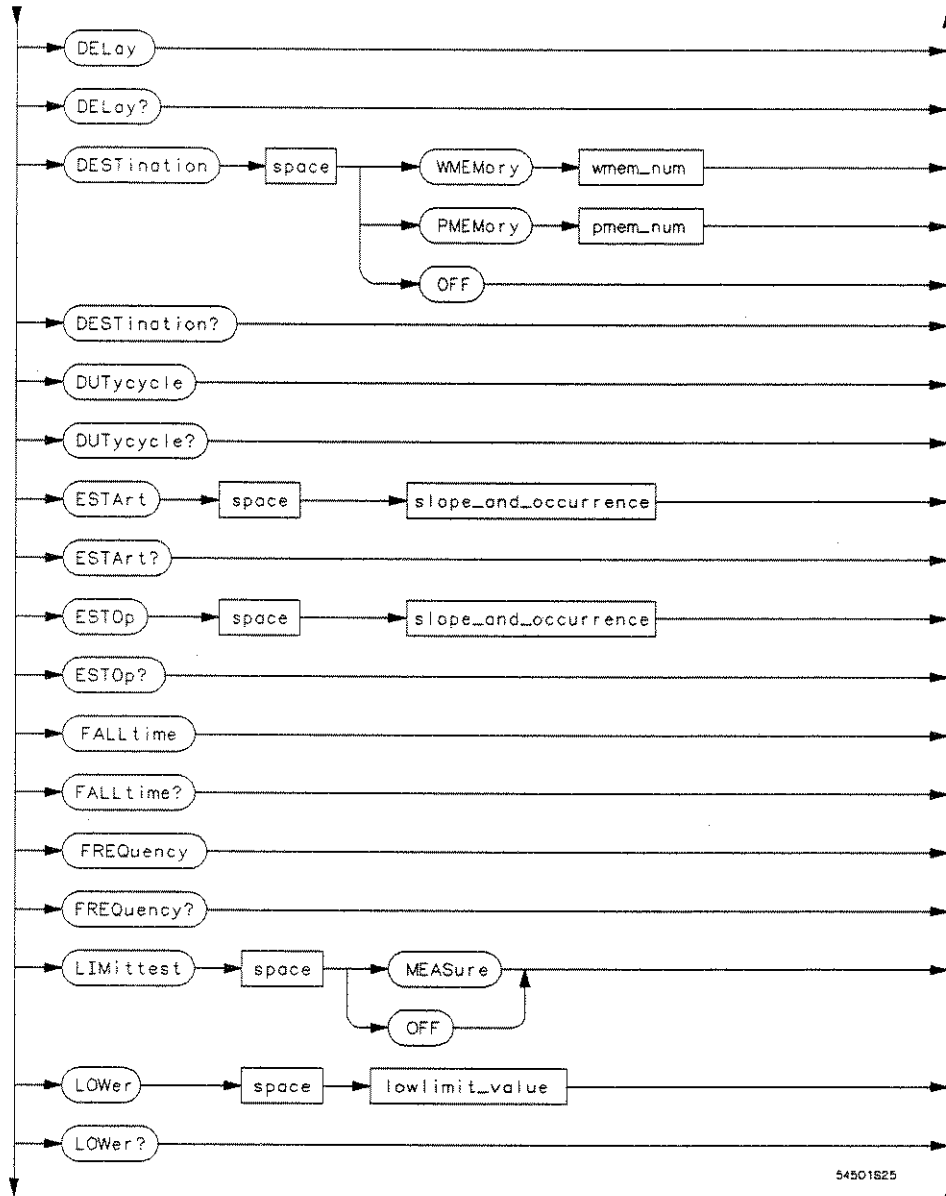 DELay
DELay?
DESTination space WMEMory wmem_num
PMEMory pmem_num
OFF
DESTination?
DUTycycle
DUTycycle?
ESTArt space slope_and_occurrence
ESTArt?
ESTOp space slope_and_occurrence
ESTOp?
FALLtime
FALLtime?
FREQuency
FREQuency?
LIMittest space MEASure
OFF
LOWer space lowlimit_value
LOWer?
54501S25